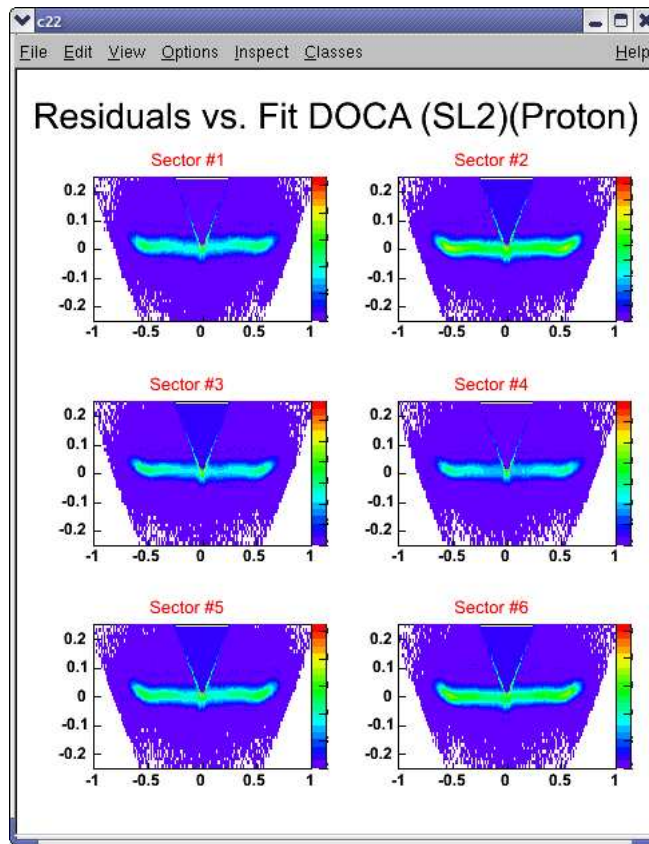 c22
File Edit View Options Inspect Classes Help
Residuals vs. Fit DOCA (SL2)(Proton)
Sector #1
0.2
0.1
0
-0.1
-0.2
-1 -0.5 0 0.5 1
Sector #2
0.2
0.1
0
-0.1
-0.2
-1 -0.5 0 0.5 1
Sector #3
0.2
0.1
0
-0.1
-0.2
-1 -0.5 0 0.5 1
Sector #4
0.2
0.1
0
-0.1
-0.2
-1 -0.5 0 0.5 1
Sector #5
0.2
0.1
0
-0.1
-0.2
-1 -0.5 0 0.5 1
Sector #6
0.2
0.1
0
-0.1
-0.2
-1 -0.5 0 0.5 1